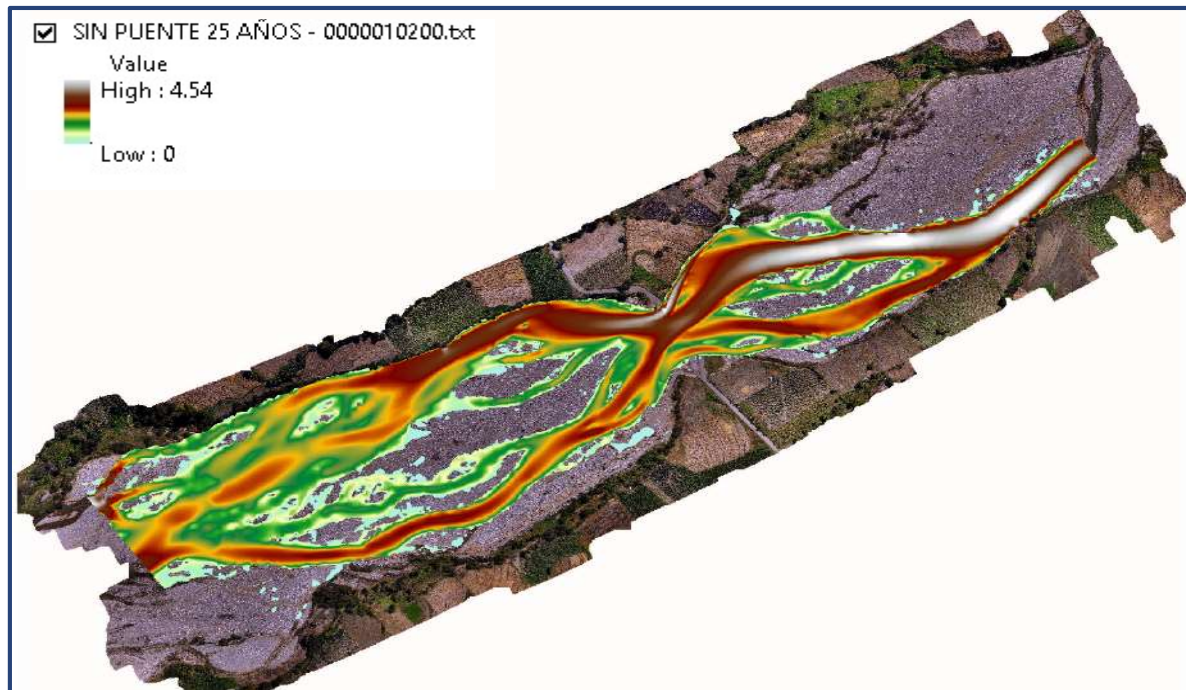 SIN PUENTE 25 AÑOS - 0000010200.txt
Value
High : 4.54
Low : 0